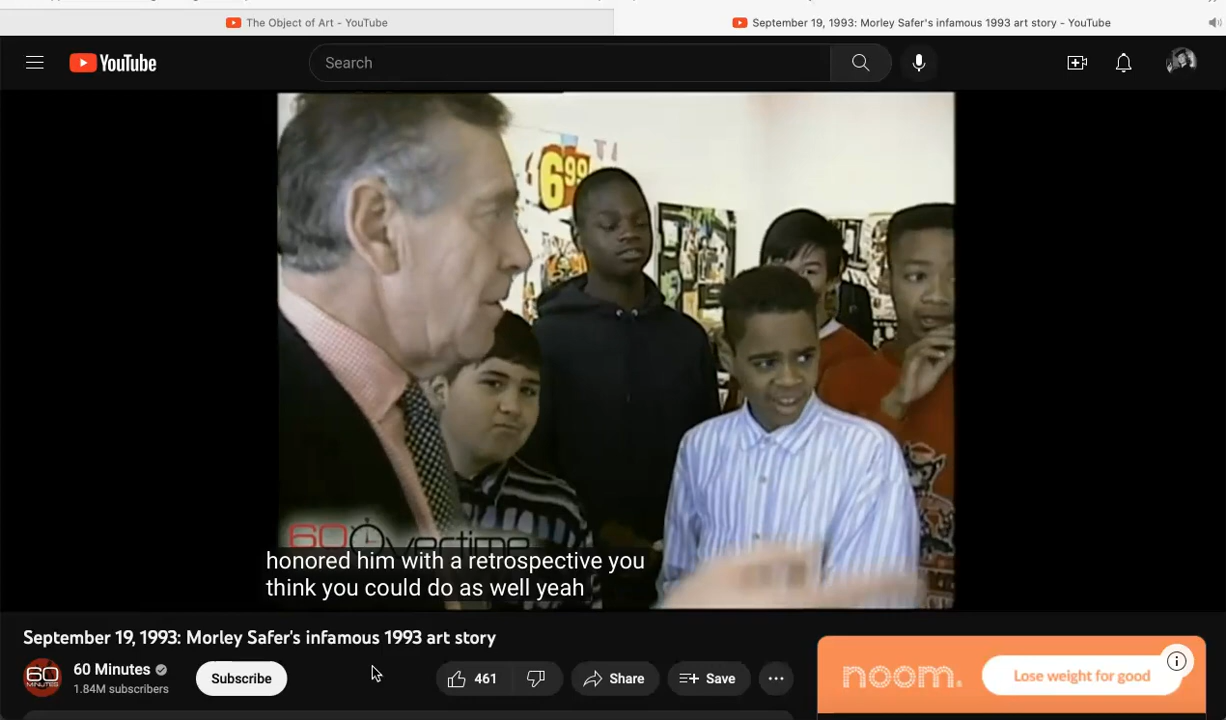 The Object of Art - YouTube
September 19, 1993: Morley Safer's infamous 1993 art story - YouTube
YouTube
Search
6.99
60 Overtime
honored him with a retrospective you
think you could do as well yeah
September 19, 1993: Morley Safer's infamous 1993 art story
60 Minutes
1.84M subscribers
Subscribe
461
Share
Save
noom.
Lose weight for good